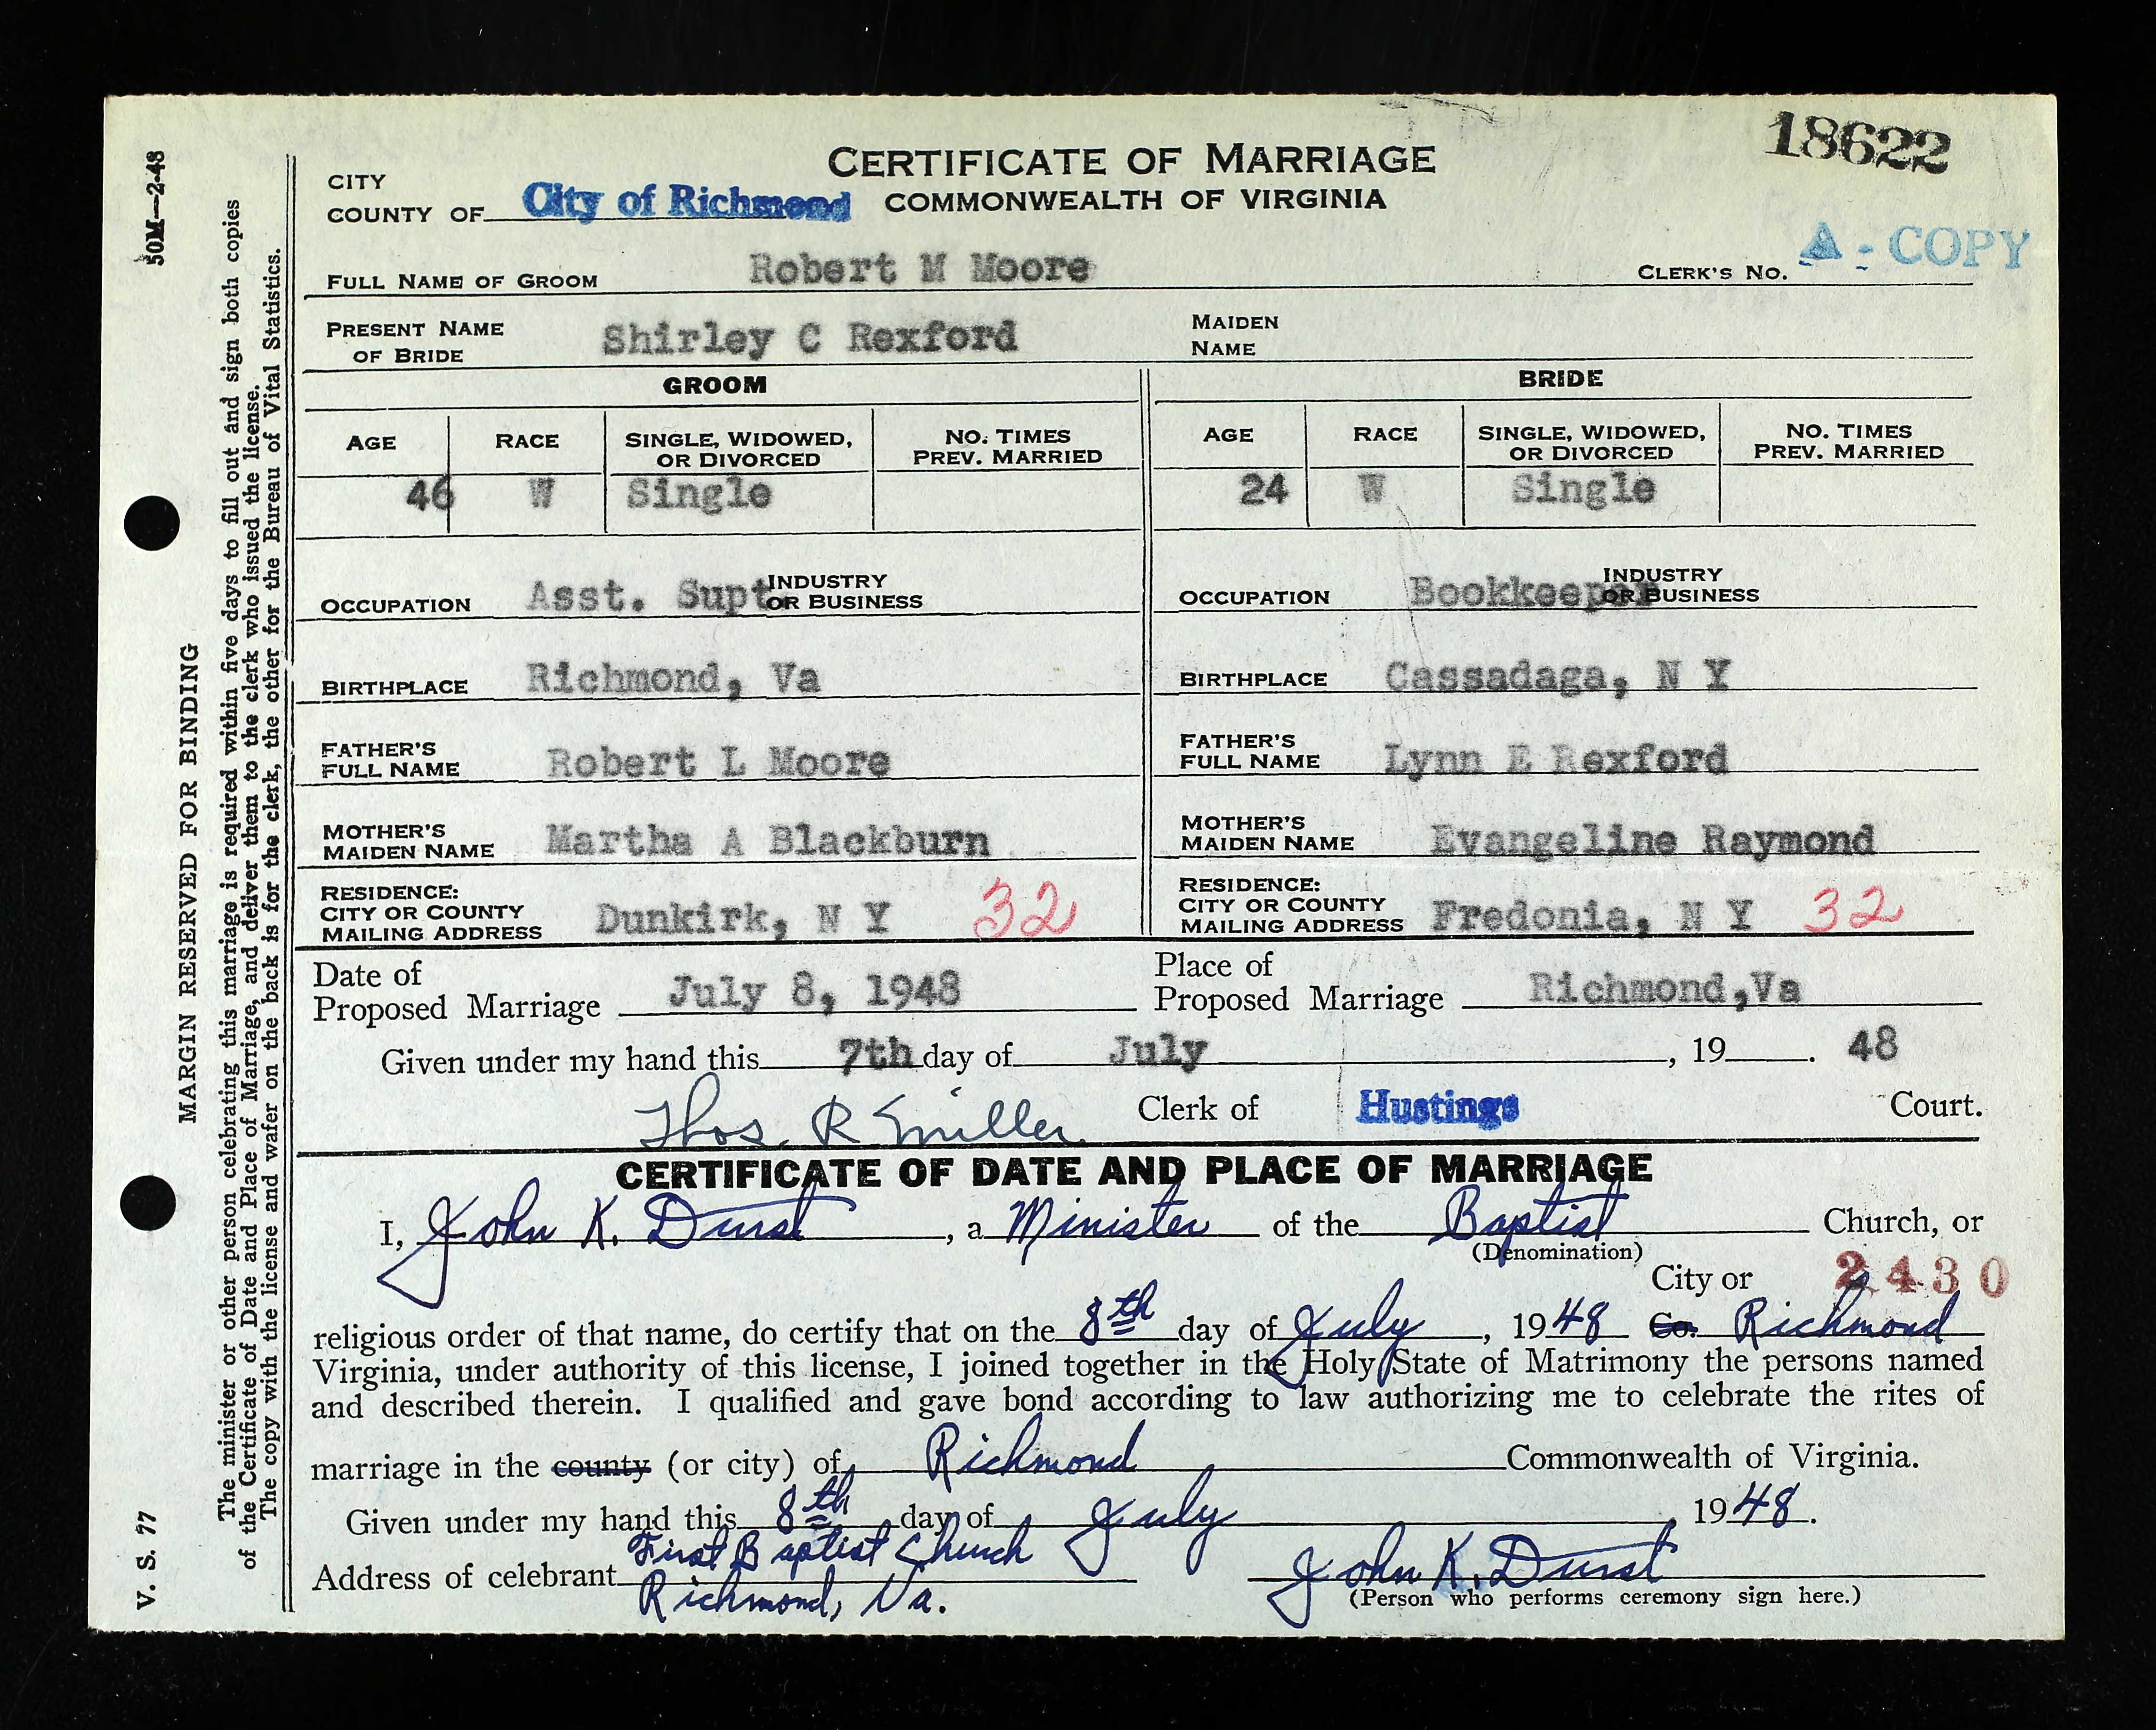 50M—2-48
MARGIN RESERVED FOR BINDING
The minister or other person celebrating this marriage is required within five days to fill out and sign both copies
of the Certificate of Date and Place of Marriage, and deliver them to the clerk who issued the license.
The copy with the license and wafer on the back is for the clerk, the other for the Bureau of Vital Statistics.
V. S. 77
18622
CERTIFICATE OF MARRIAGE
CITY
COUNTY OF City of Richmond COMMONWEALTH OF VIRGINIA
A - COPY
FULL NAME OF GROOM Robert M Moore CLERK'S NO.
PRESENT NAME OF BRIDE Shirley C Rexford MAIDEN NAME
GROOM BRIDE
AGE RACE SINGLE, WIDOWED, OR DIVORCED NO. TIMES PREV. MARRIED AGE RACE SINGLE, WIDOWED, OR DIVORCED NO. TIMES PREV. MARRIED
46 W Single 24 W Single
OCCUPATION Asst. Supt. INDUSTRY OR BUSINESS OCCUPATION Bookkeeper INDUSTRY OR BUSINESS
BIRTHPLACE Richmond, Va BIRTHPLACE Cassadaga, N Y
FATHER'S FULL NAME Robert L Moore FATHER'S FULL NAME Lynn E Rexford
MOTHER'S MAIDEN NAME Martha A Blackburn MOTHER'S MAIDEN NAME Evangeline Raymond
RESIDENCE: CITY OR COUNTY MAILING ADDRESS Dunkirk, N Y 32 RESIDENCE: CITY OR COUNTY MAILING ADDRESS Fredonia, N Y 32
Date of Proposed Marriage July 8, 1948 Place of Proposed Marriage Richmond,Va
Given under my hand this 7th day of July, 19 . 48
Thos. R Miller Clerk of Hustings Court.
CERTIFICATE OF DATE AND PLACE OF MARRIAGE
I, John K. Durst, a Minister of the Baptist Church, or
(Denomination)
City or 2430
religious order of that name, do certify that on the 8th day of July, 1948 Co. Richmond
Virginia, under authority of this license, I joined together in the Holy State of Matrimony the persons named
and described therein. I qualified and gave bond according to law authorizing me to celebrate the rites of
marriage in the county (or city) of Richmond Commonwealth of Virginia.
Given under my hand this 8th day of July, 1948.
First Baptist Church
Address of celebrant Richmond, Va. John K. Durst
(Person who performs ceremony sign here.)